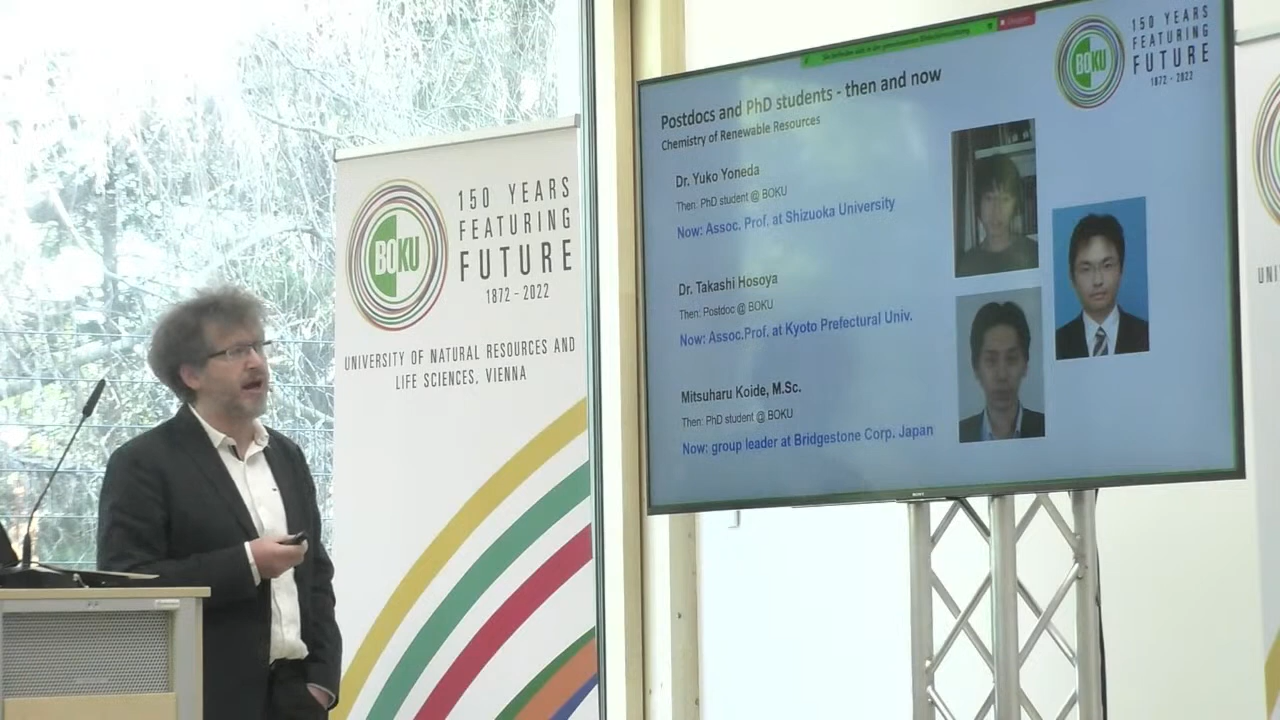 BOKU
150 YEARS
FEATURING
FUTURE
1872 - 2022
UNIVERSITY OF NATURAL RESOURCES AND
LIFE SCIENCES, VIENNA
Postdocs and PhD students - then and now
Chemistry of Renewable Resources
Dr. Yuko Yoneda
Then: PhD student @ BOKU
Now: Assoc. Prof. at Shizuoka University
Dr. Takashi Hosoya
Then: Postdoc @ BOKU
Now: Assoc.Prof. at Kyoto Prefectural Univ.
Mitsuharu Koide, M.Sc.
Then: PhD student @ BOKU
Now: group leader at Bridgestone Corp. Japan
BOKU
150 YEARS
FEATURING
FUTURE
1872 - 2022
SONY